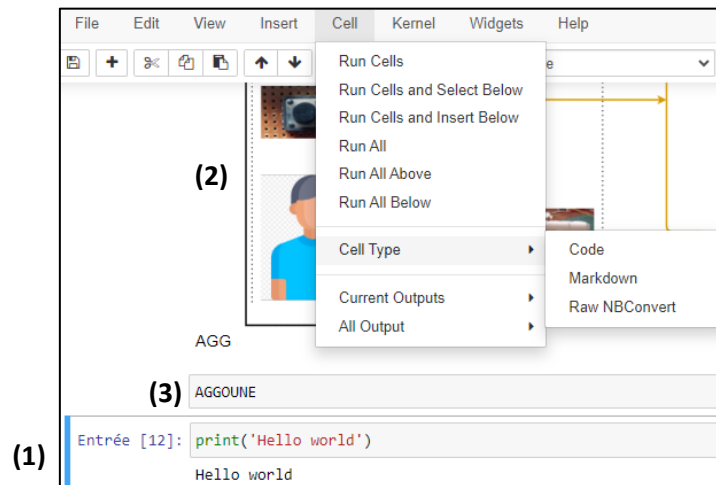 File Edit View Insert Cell Kernel Widgets Help
Run Cells
e
Run Cells and Select Below
Run Cells and Insert Below
Run All
Run All Above
(2)
Run All Below
Cell Type
Code
Markdown
Current Outputs
Raw NBConvert
All Output
AGG
(3) AGGOUNE
(1) Entrée [12]: print('Hello world')
Hello world